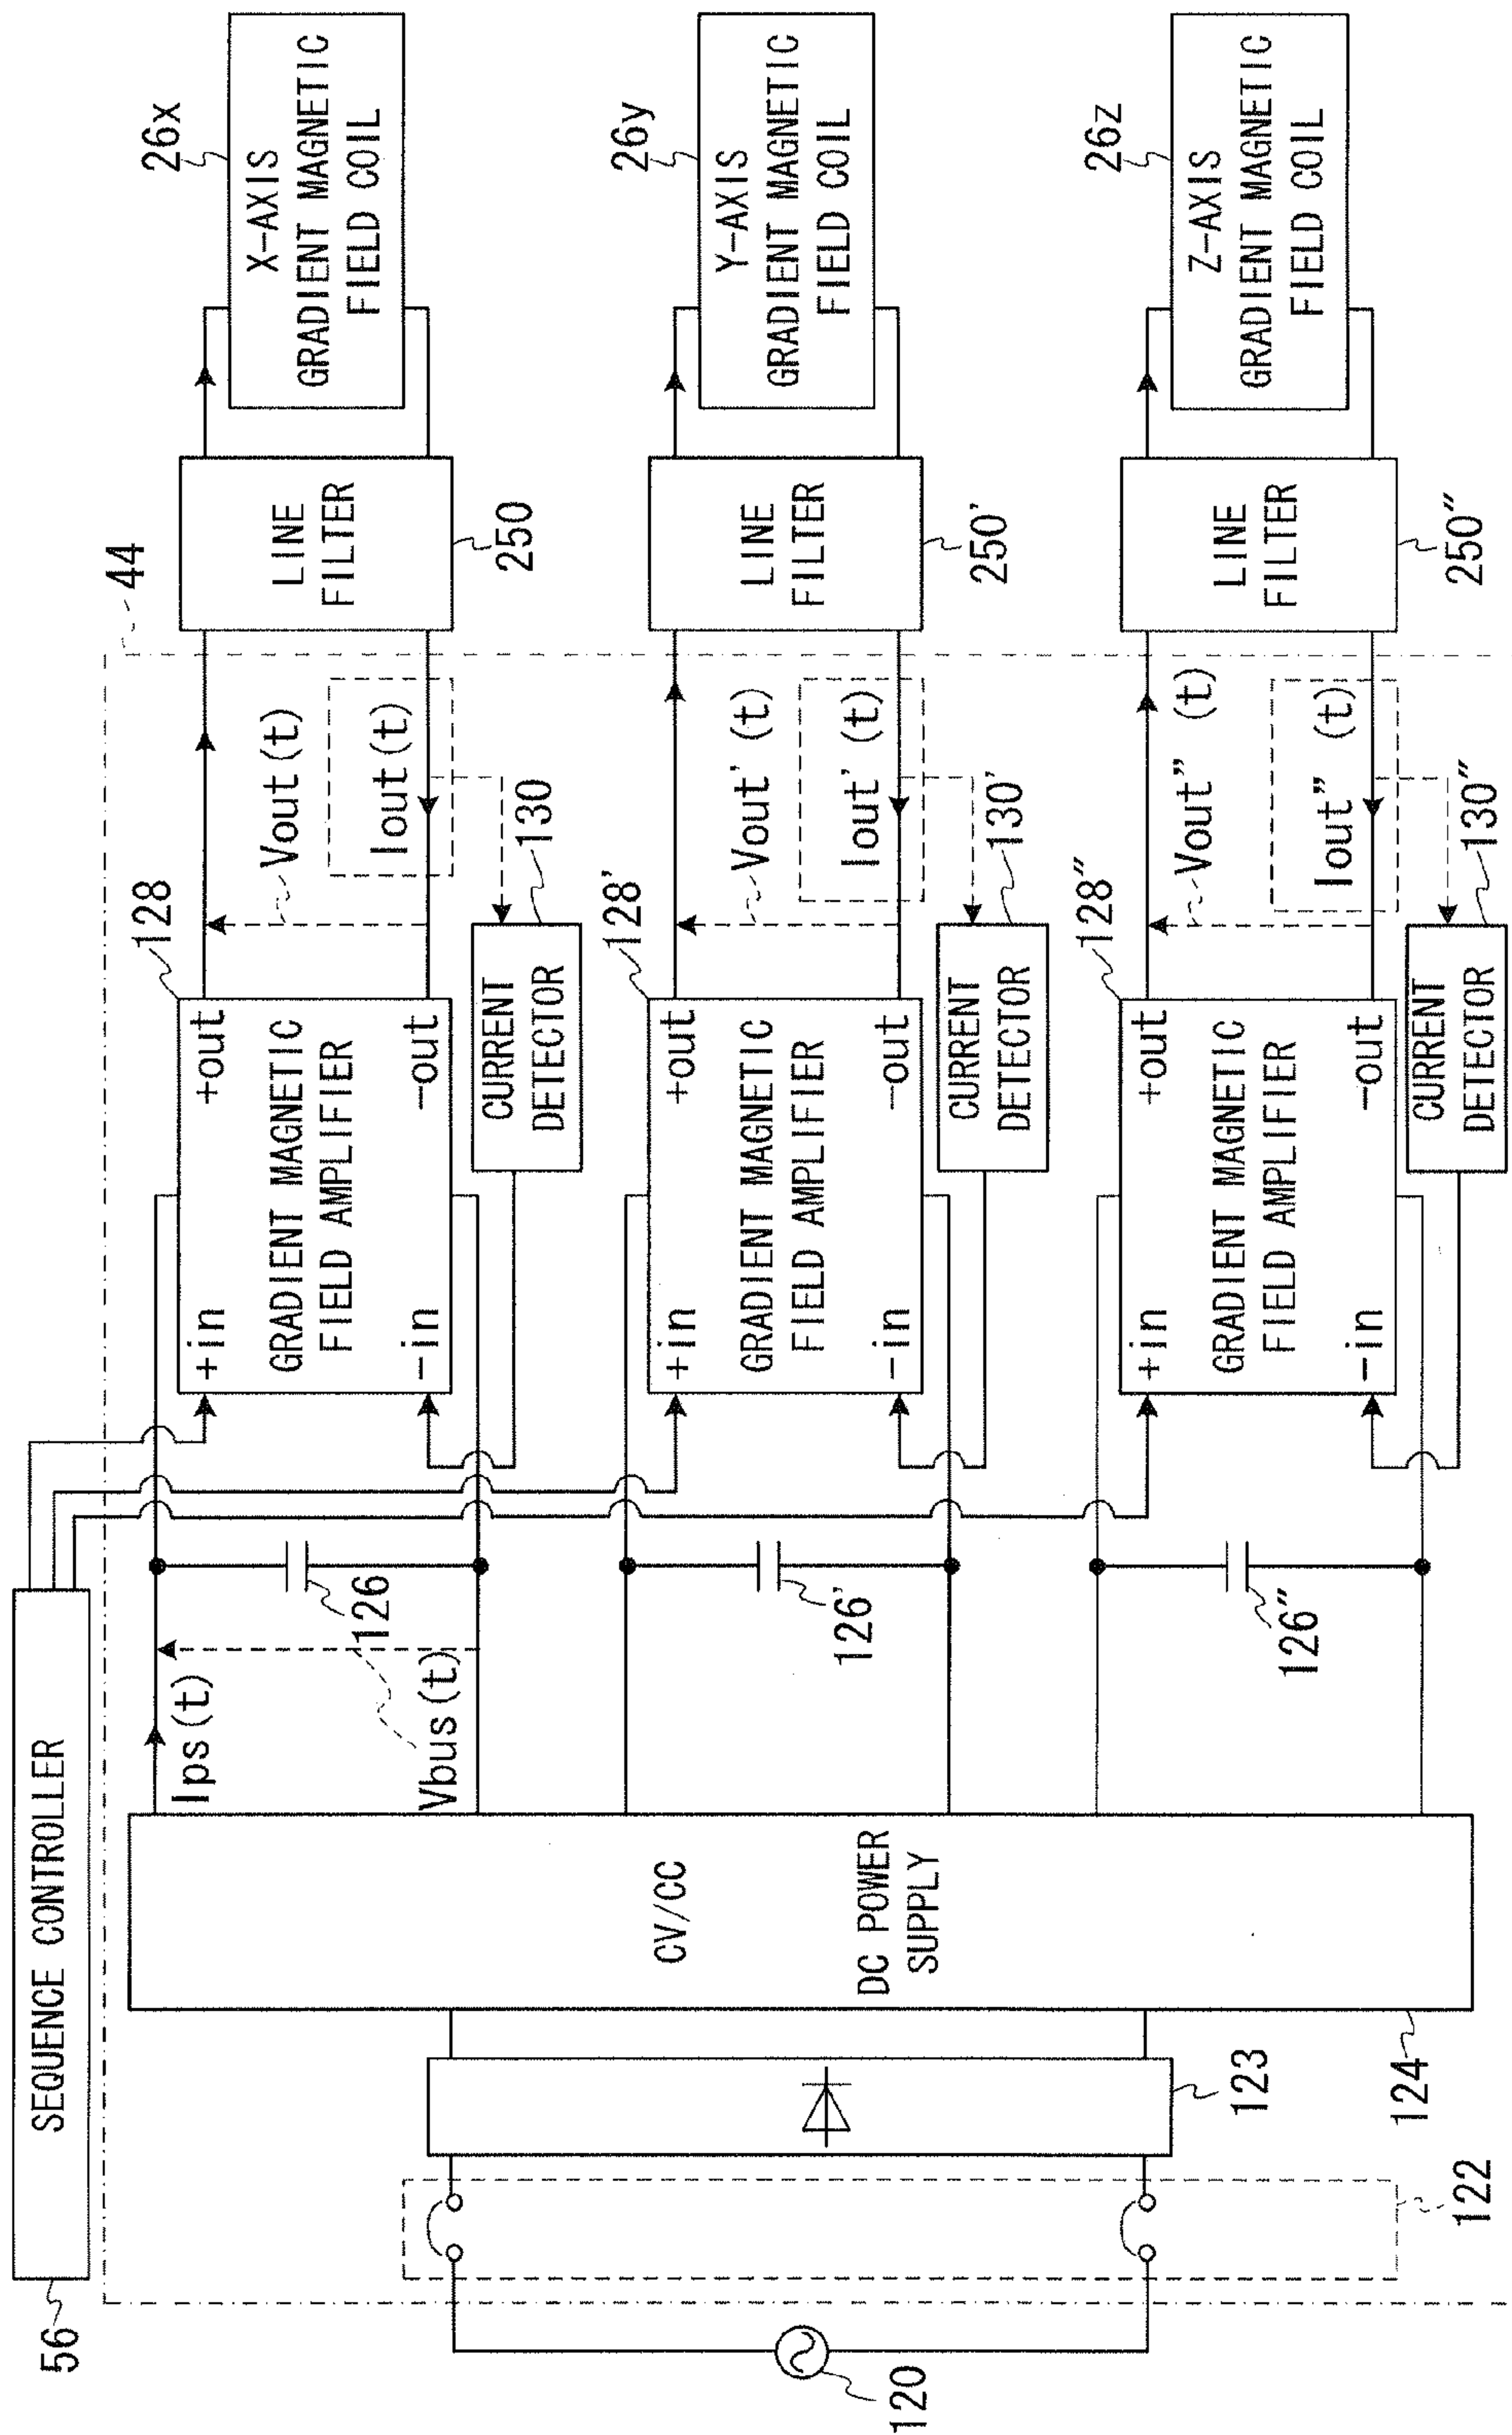 56
SEQUENCE CONTROLLER
44
120
122
123
124
CV/CC
DC POWER
SUPPLY
Ips(t)
Vbus(t)
126
+in
-in
GRADIENT MAGNETIC
FIELD AMPLIFIER
+out
-out
128
CURRENT
DETECTOR
130
Vout(t)
Iout(t)
LINE
FILTER
250
26x
X-AXIS
GRADIENT MAGNETIC
FIELD COIL
126'
+in
-in
GRADIENT MAGNETIC
FIELD AMPLIFIER
+out
-out
128'
CURRENT
DETECTOR
130'
Vout' (t)
Iout' (t)
LINE
FILTER
250'
26y
Y-AXIS
GRADIENT MAGNETIC
FIELD COIL
126"
+in
-in
GRADIENT MAGNETIC
FIELD AMPLIFIER
+out
-out
128"
CURRENT
DETECTOR
130"
Vout" (t)
Iout" (t)
LINE
FILTER
250"
26z
Z-AXIS
GRADIENT MAGNETIC
FIELD COIL